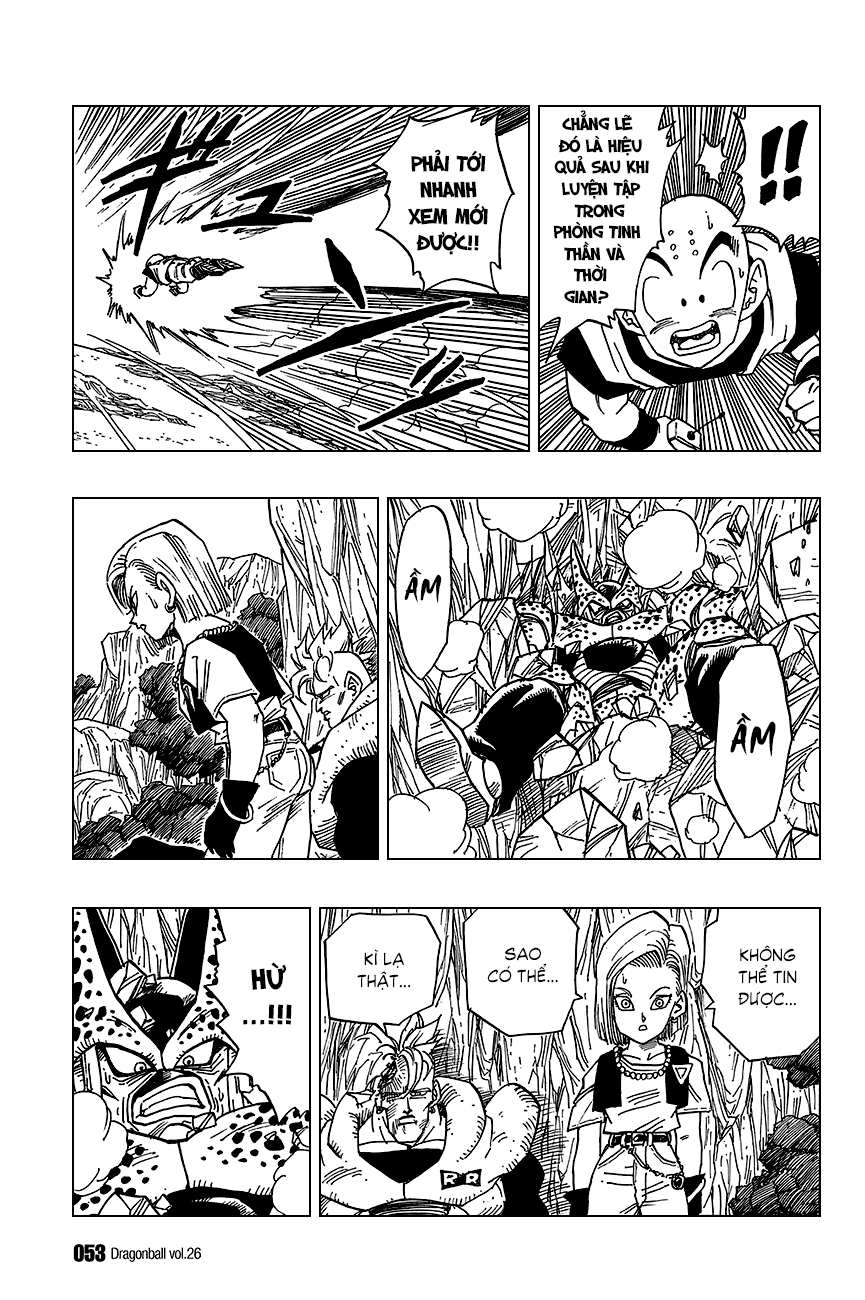 CHẲNG LẼ
ĐÓ LÀ HIỆU
QUẢ SAU KHI
LUYỆN TẬP
TRONG
PHÒNG TINH
THẦN VÀ
THỜI
GIAN?
!!
PHẢI TỚI
NHANH
XEM MỚI
ĐƯỢC!!
ẦM
ẦM
KHÔNG
THỂ TIN
ĐƯỢC...
SAO
CÓ THỂ...
KÌ LẠ
THẬT...
RR
HỪ
...!!!
053 Dragonball vol.26